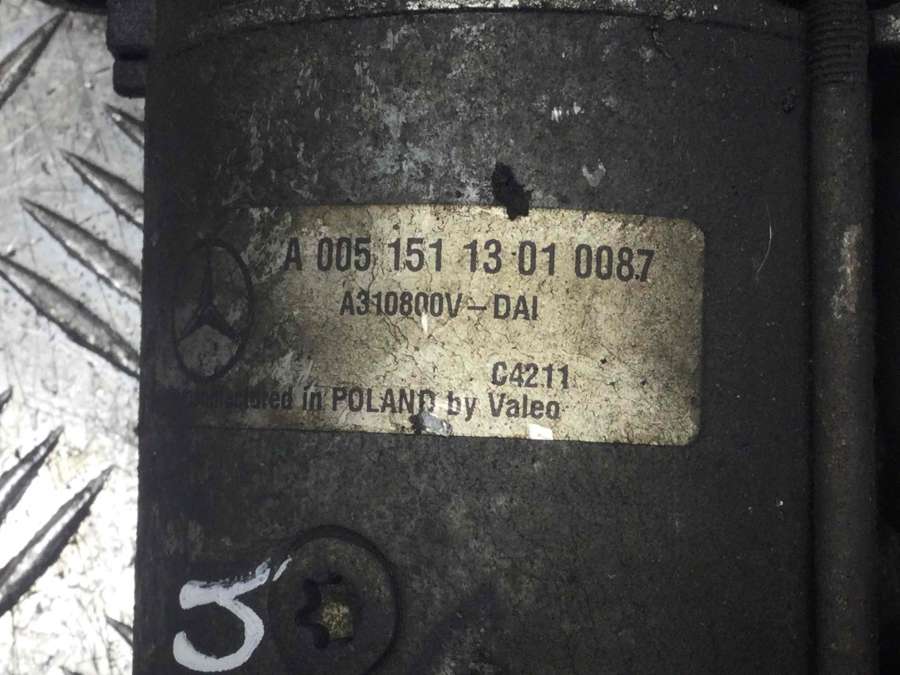 A 005 151 13 01 0087
A310800V-DAI
C4211
in POLAND by Valeo
5